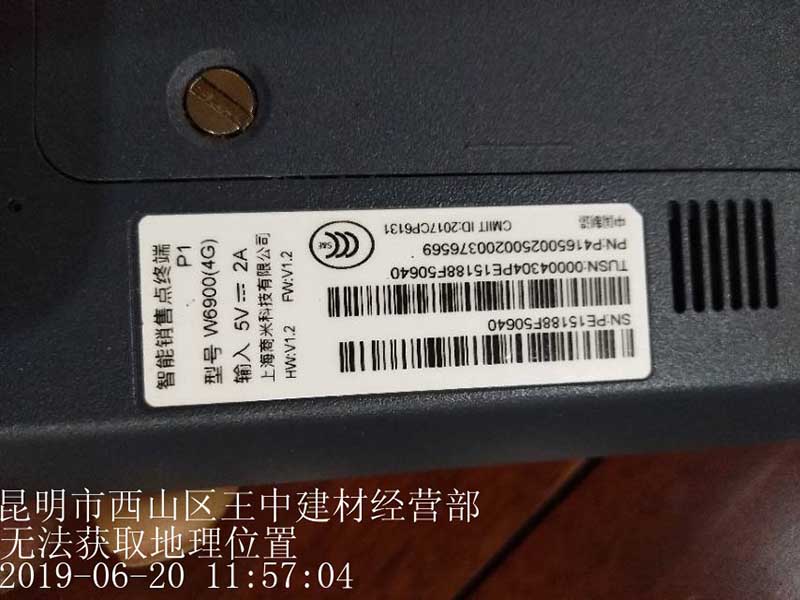 智能销售点终端
P1
型号 W6900(4G)
输入 5V⎓2A
上海商米科技有限公司
HW:V1.2 FW:V1.2
S&E
CMIIT ID:2017CP6131
中国制造
PN:P41650025002003​76569
TUSN:00004304PE15188F50640
SN:PE15188F50640
昆明市西山区王中建材经营部
无法获取地理位置
2019-06-20 11:57:04